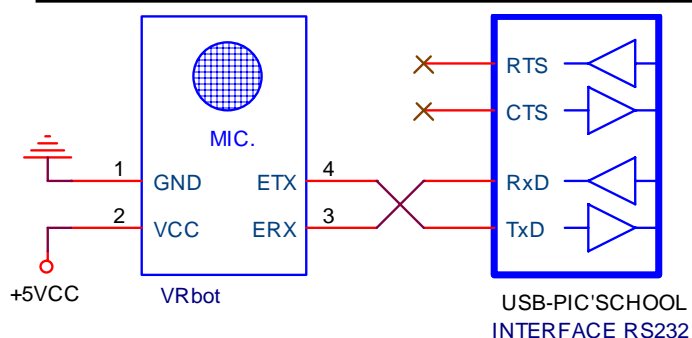 RTS
CTS
MIC.
1 GND ETX 4 RxD
2 VCC ERX 3 TxD
+5VCC
VRbot
USB-PIC'SCHOOL
INTERFACE RS232